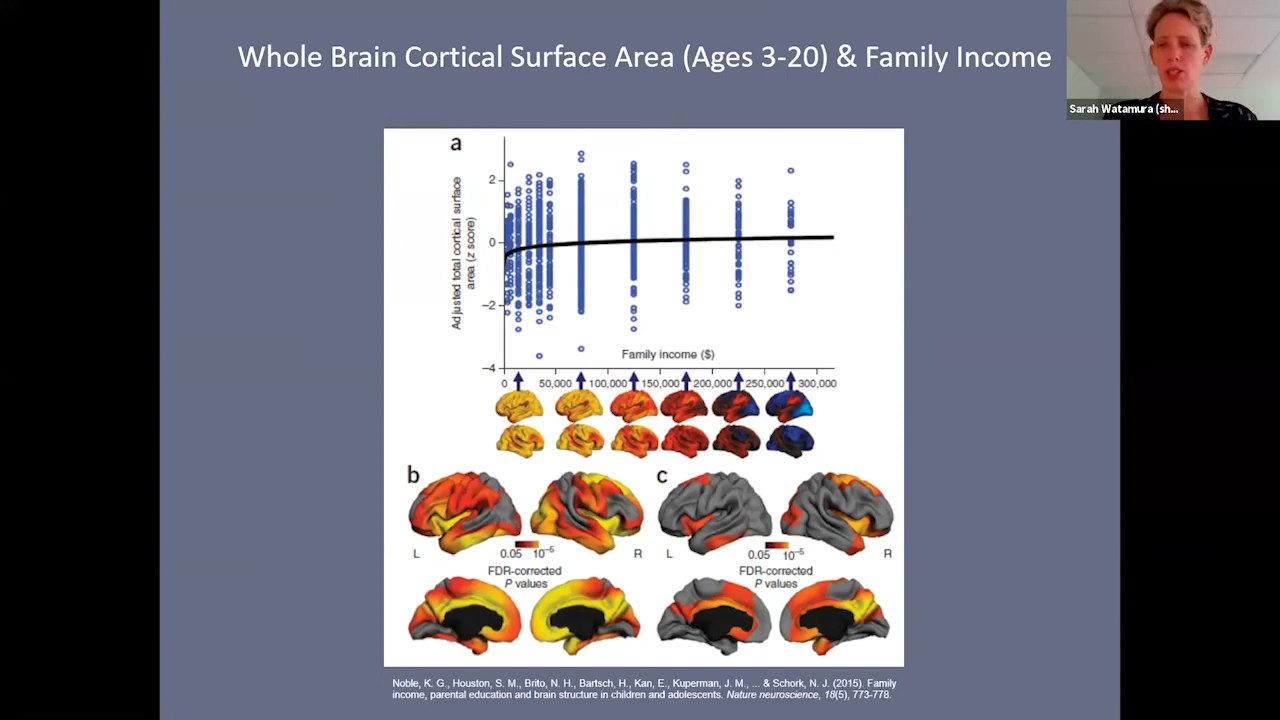 Whole Brain Cortical Surface Area (Ages 3-20) & Family Income
Sarah Watamura (sh...
a
Adjusted total cortical surface
area (z score)
2
0
−2
−4
Family income ($)
0 50,000 100,000 150,000 200,000 250,000 300,000
b
L
0.05 10⁻⁵
R
FDR-corrected
P values
c
L
0.05 10⁻⁵
R
FDR-corrected
P values
Noble, K. G., Houston, S. M., Brito, N. H., Bartsch, H., Kan, E., Kuperman, J. M., ... & Schork, N. J. (2015). Family
income, parental education and brain structure in children and adolescents. Nature neuroscience, 18(5), 773-778.